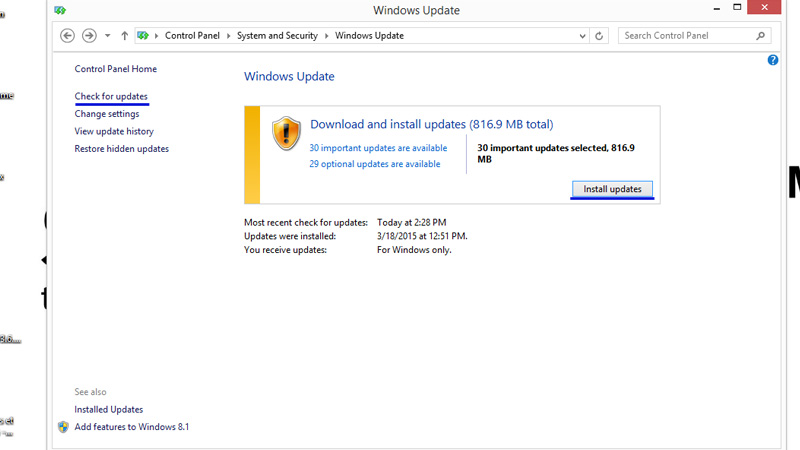 Windows Update
Control Panel
System and Security
Windows Update
Search Control Panel
Control Panel Home
Check for updates
Change settings
View update history
Restore hidden updates
Windows Update
Download and install updates (816.9 MB total)
30 important updates are available
29 optional updates are available
30 important updates selected, 816.9
MB
Install updates
Most recent check for updates: Today at 2:28 PM
Updates were installed: 3/18/2015 at 12:51 PM.
You receive updates: For Windows only.
See also
Installed Updates
Add features to Windows 8.1